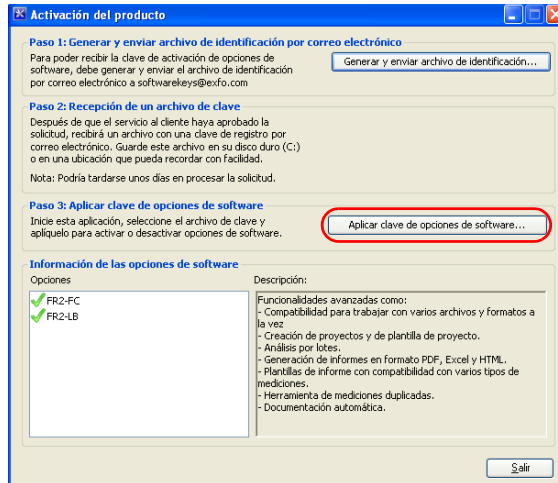 Activación del producto
Paso 1: Generar y enviar archivo de identificación por correo electrónico
Para poder recibir la clave de activación de opciones de
software, debe generar y enviar el archivo de identificación
por correo electrónico a softwarekeys@exfo.com
Generar y enviar archivo de identificación...
Paso 2: Recepción de un archivo de clave
Después de que el servicio al cliente haya aprobado la
solicitud, recibirá un archivo con una clave de registro por
correo electrónico. Guarde este archivo en su disco duro (C:)
o en una ubicación que pueda recordar con facilidad.
Nota: Podría tardarse unos días en procesar la solicitud.
Paso 3: Aplicar clave de opciones de software
Inicie esta aplicación, seleccione el archivo de clave y
aplíquelo para activar o desactivar opciones de software.
Aplicar clave de opciones de software...
Información de las opciones de software
Opciones
FR2-FC
FR2-LB
Descripción:
Funcionalidades avanzadas como:
- Compatibilidad para trabajar con varios archivos y formatos a
la vez
- Creación de proyectos y de plantilla de proyecto.
- Análisis por lotes.
- Generación de informes en formato PDF, Excel y HTML.
- Plantillas de informe con compatibilidad con varios tipos de
mediciones.
- Herramienta de mediciones duplicadas.
- Documentación automática.
Salir